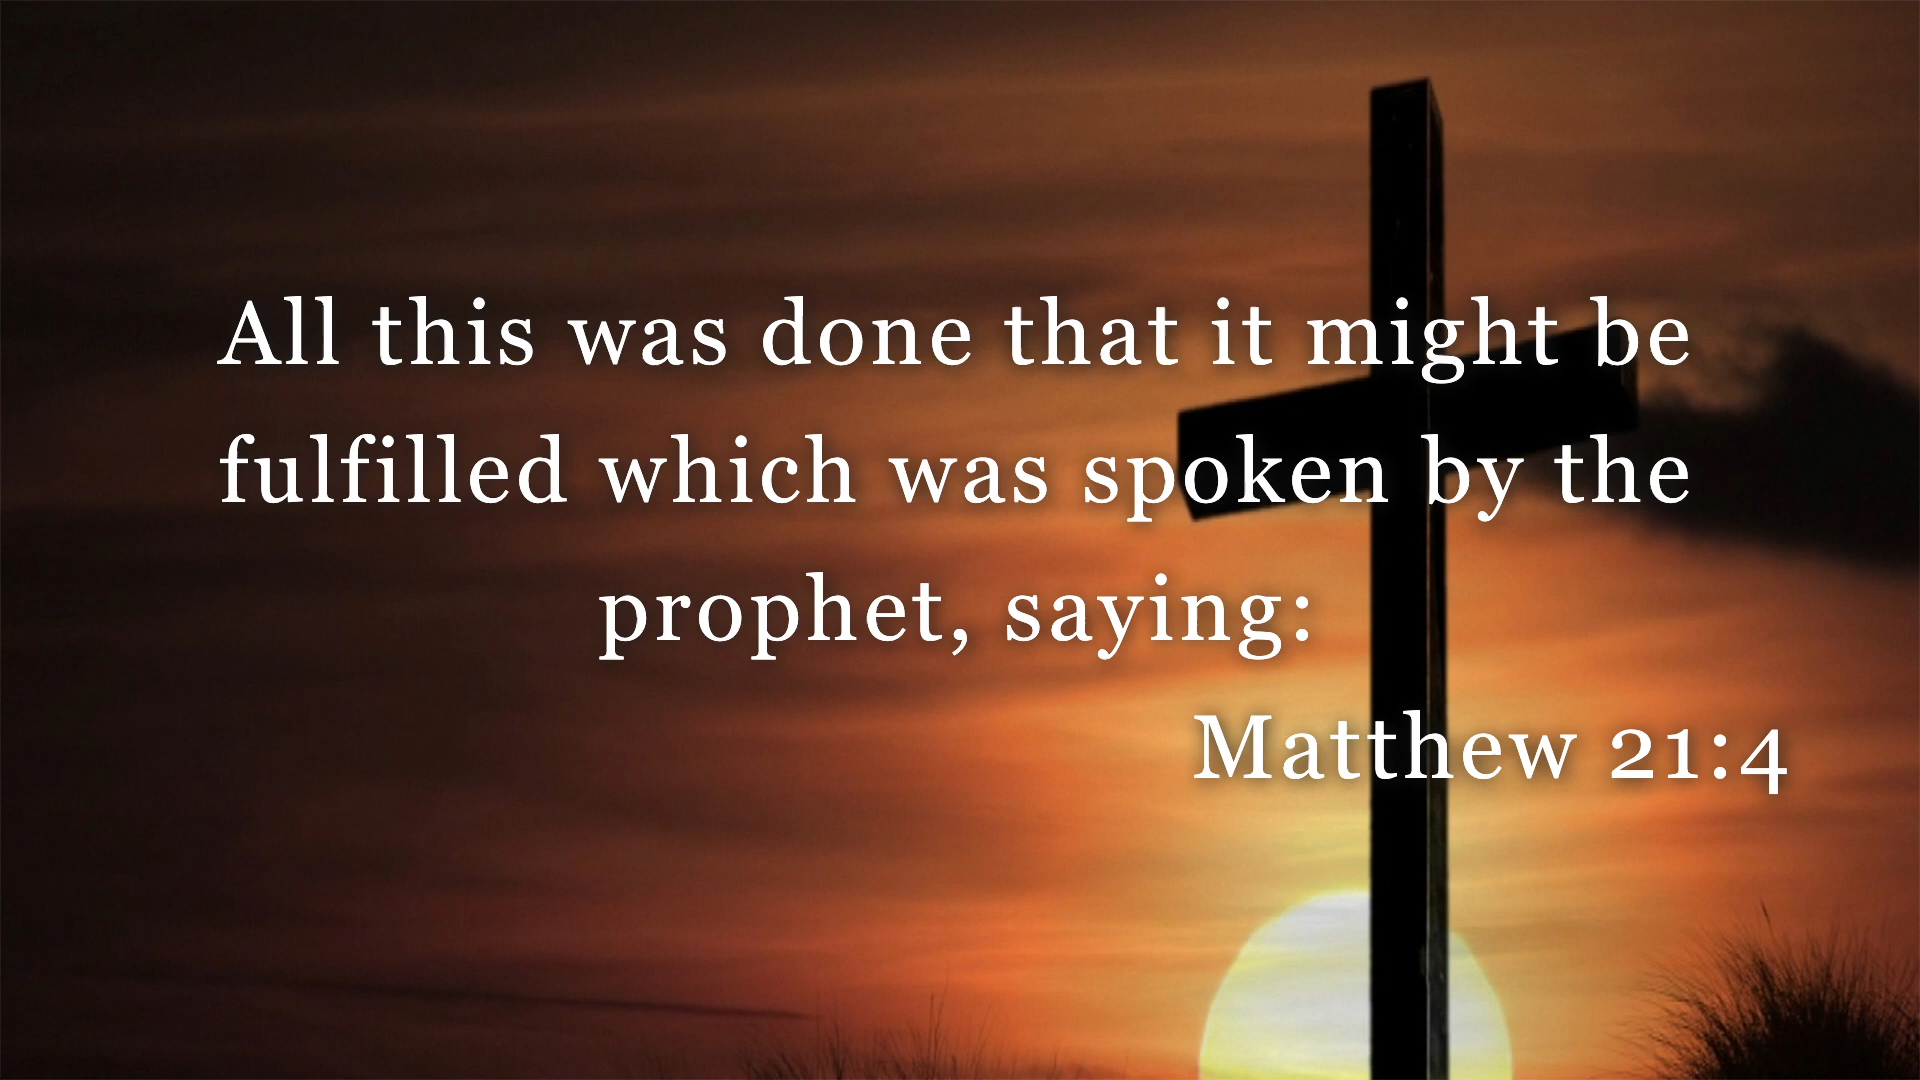 All this was done that it might be
fulfilled which was spoken by the
prophet, saying:
Matthew 21:4